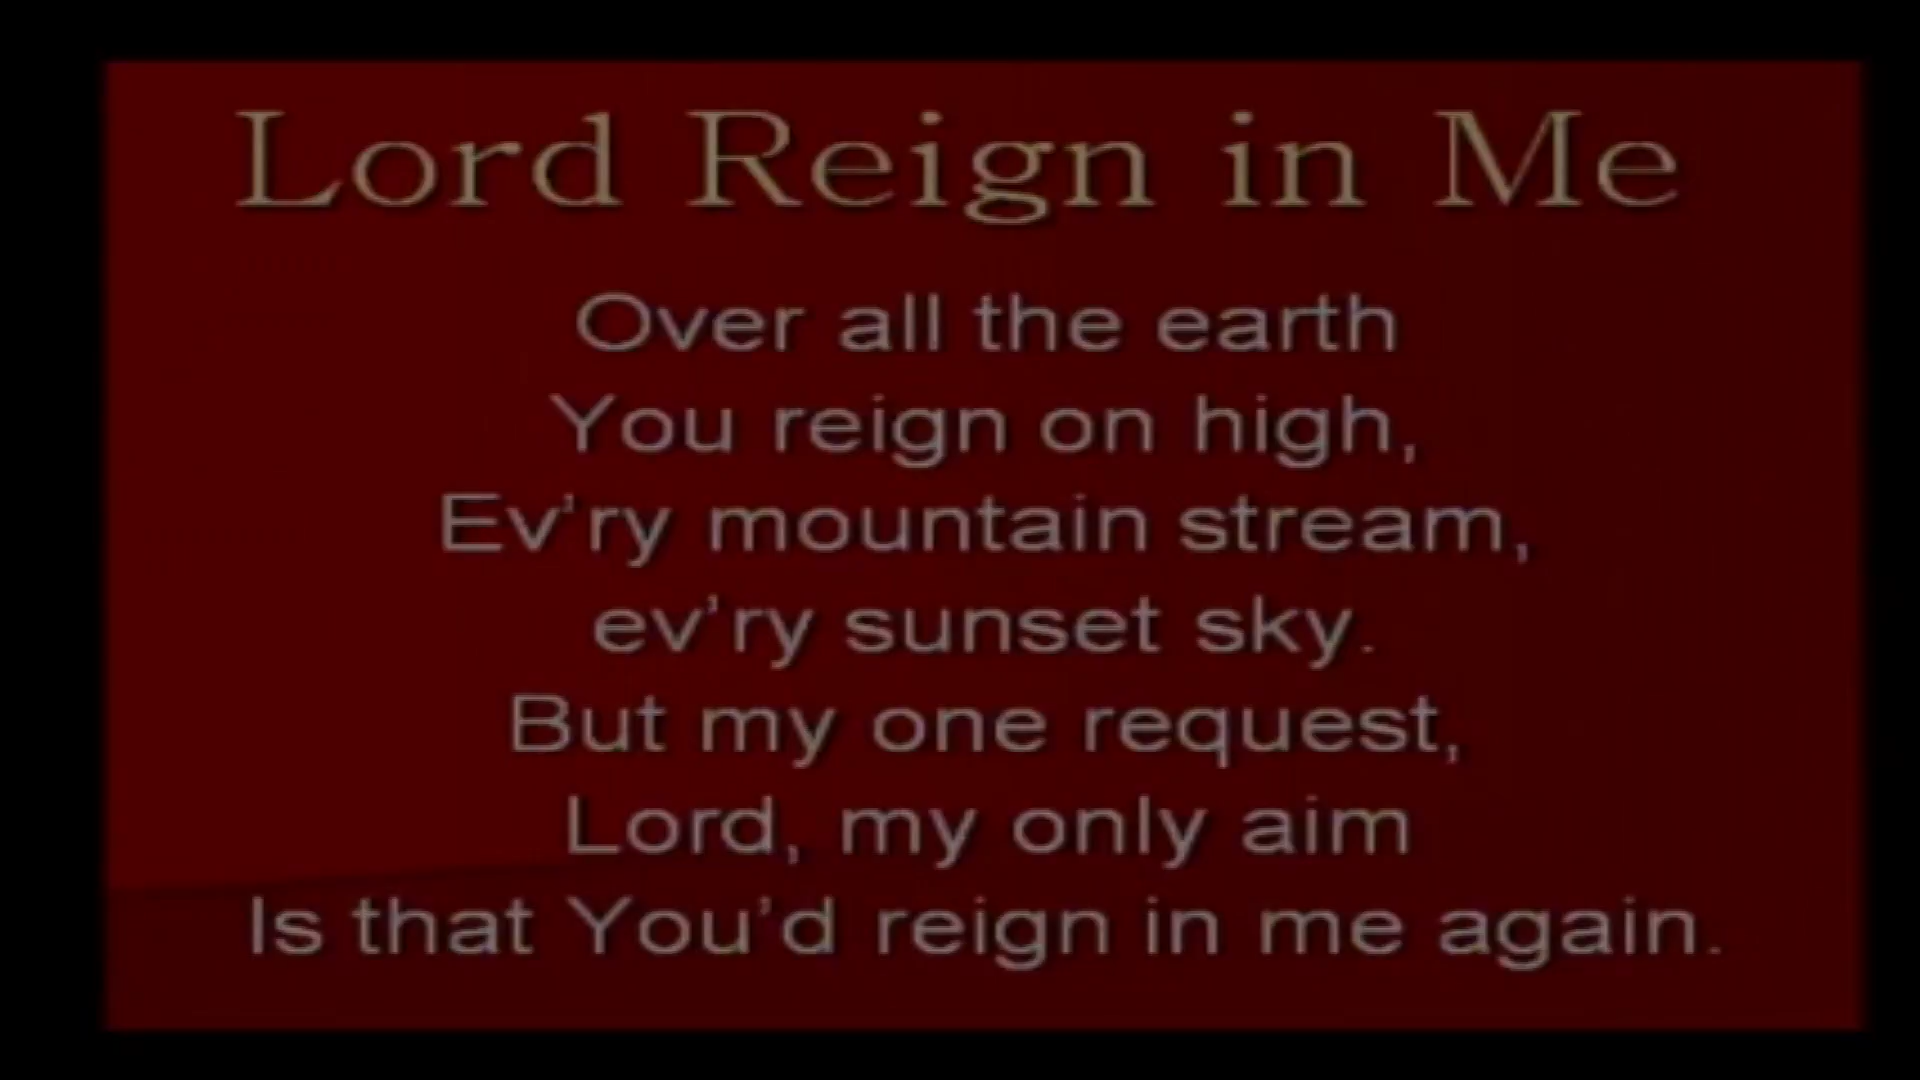 Lord Reign in Me
Over all the earth
You reign on high,
Ev'ry mountain stream,
ev'ry sunset sky.
But my one request,
Lord, my only aim
Is that You'd reign in me again.